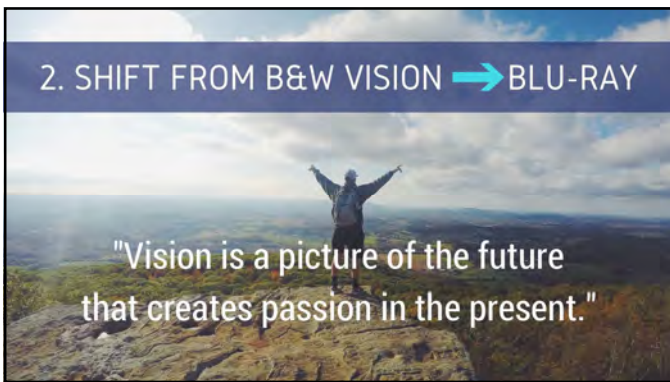 2. SHIFT FROM B&W VISION → BLU-RAY
"Vision is a picture of the future
that creates passion in the present."